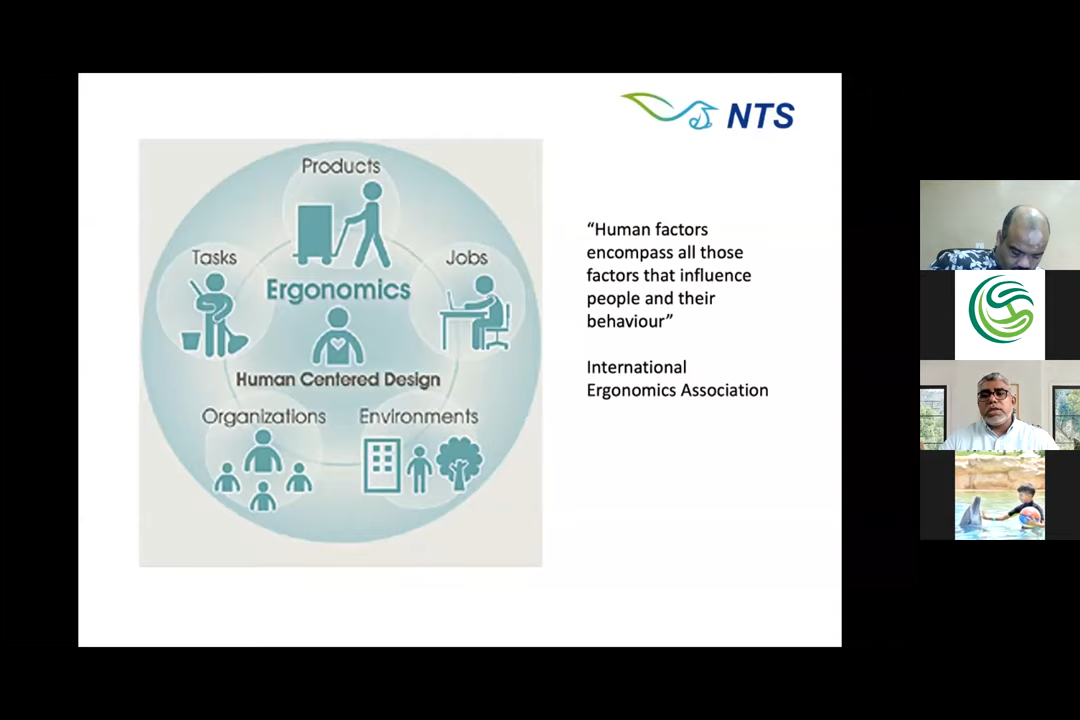 NTS
Products
Tasks
Jobs
Ergonomics
Human Centered Design
Organizations
Environments
“Human factors
encompass all those
factors that influence
people and their
behaviour”
International
Ergonomics Association